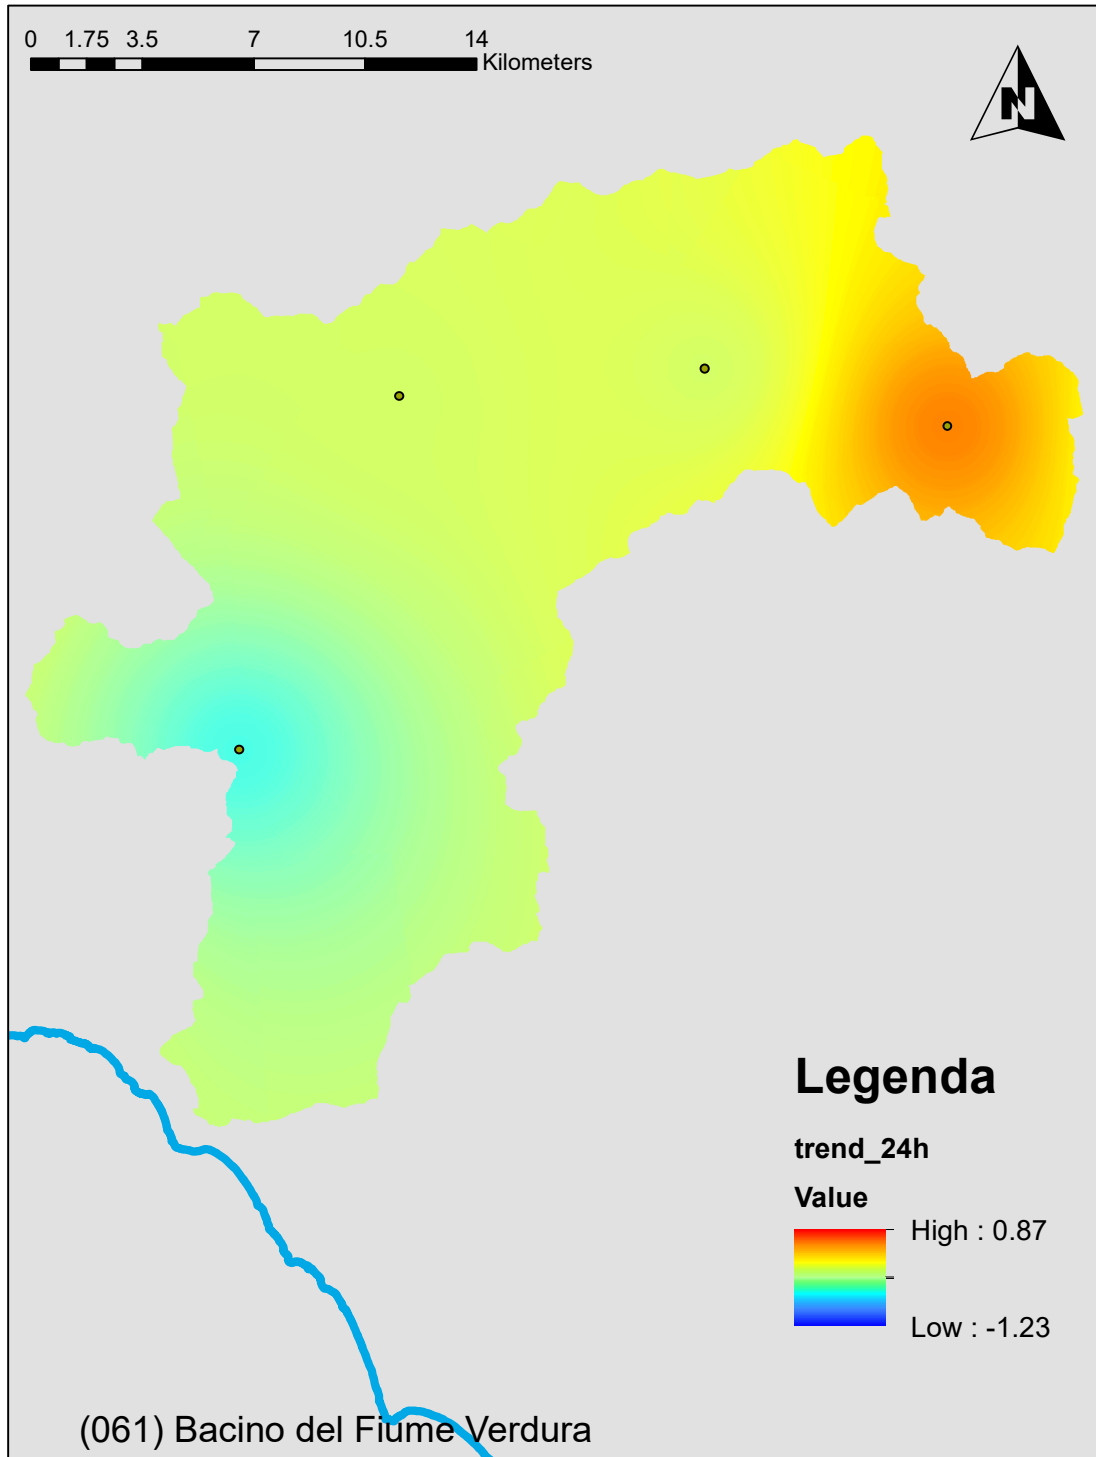 0 1.75 3.5 7 10.5 14
Kilometers
N
Legenda
trend_24h
Value
High : 0.87
Low : -1.23
(061) Bacino del Fiume Verdura